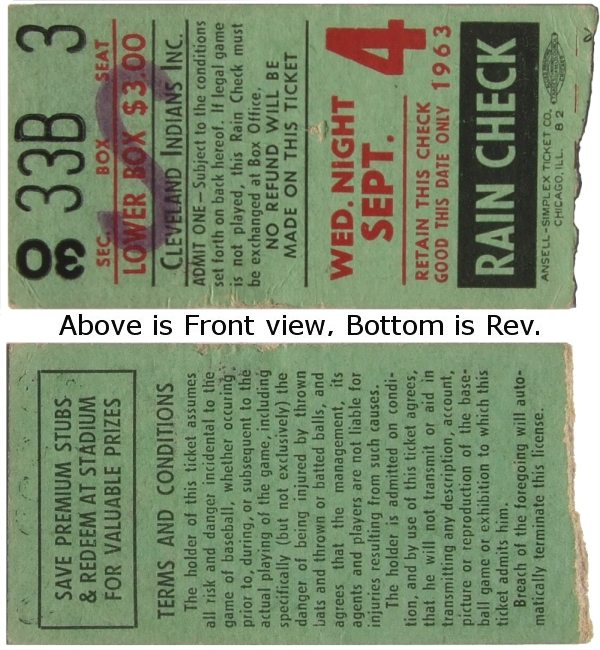 33B 3
SEC. BOX SEAT
LOWER BOX $3.00
CLEVELAND INDIANS INC.
ADMIT ONE—Subject to the conditions
set forth on back hereof. If legal game
is not played, this Rain Check must
be exchanged at Box Office.
NO REFUND WILL BE
MADE ON THIS TICKET
WED. NIGHT
SEPT. 4
RETAIN THIS CHECK
GOOD THIS DATE ONLY 1963
RAIN CHECK
ANSELL-SIMPLEX TICKET CO.
CHICAGO, ILL. 82
Above is Front view, Bottom is Rev.
SAVE PREMIUM STUBS
& REDEEM AT STADIUM
FOR VALUABLE PRIZES
TERMS AND CONDITIONS
The holder of this ticket assumes
all risk and danger incidental to the
game of baseball, whether occuring
prior to, during, or subsequent to the
actual playing of the game, including
specifically (but not exclusively) the
danger of being injured by thrown
bats and thrown or batted balls, and
agrees that the management, its
agents and players are not liable for
injuries resulting from such causes.
The holder is admitted on condi-
tion, and by use of this ticket agrees,
that he will not transmit or aid in
transmitting any description, account,
picture or reproduction of the base-
ball game or exhibition to which this
ticket admits him.
Breach of the foregoing will auto-
matically terminate this license.